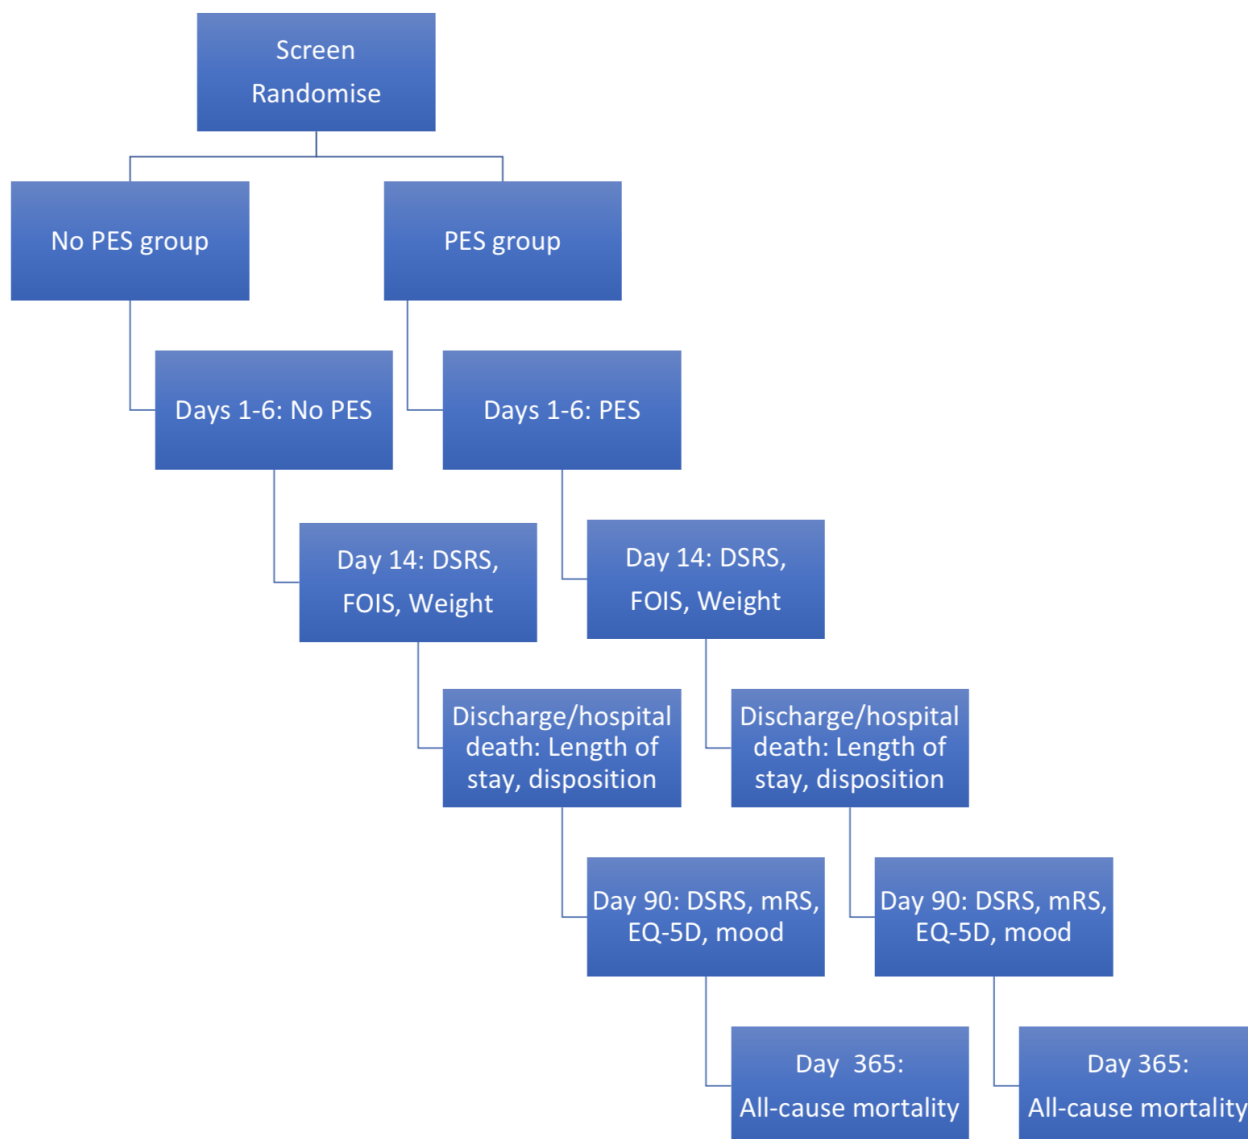 Screen
Randomise
No PES group
PES group
Days 1-6: No PES
Days 1-6: PES
Day 14: DSRS,
FOIS, Weight
Day 14: DSRS,
FOIS, Weight
Discharge/hospital
death: Length of
stay, disposition
Discharge/hospital
death: Length of
stay, disposition
Day 90: DSRS, mRS,
EQ-5D, mood
Day 90: DSRS, mRS,
EQ-5D, mood
Day 365:
All-cause mortality
Day 365:
All-cause mortality